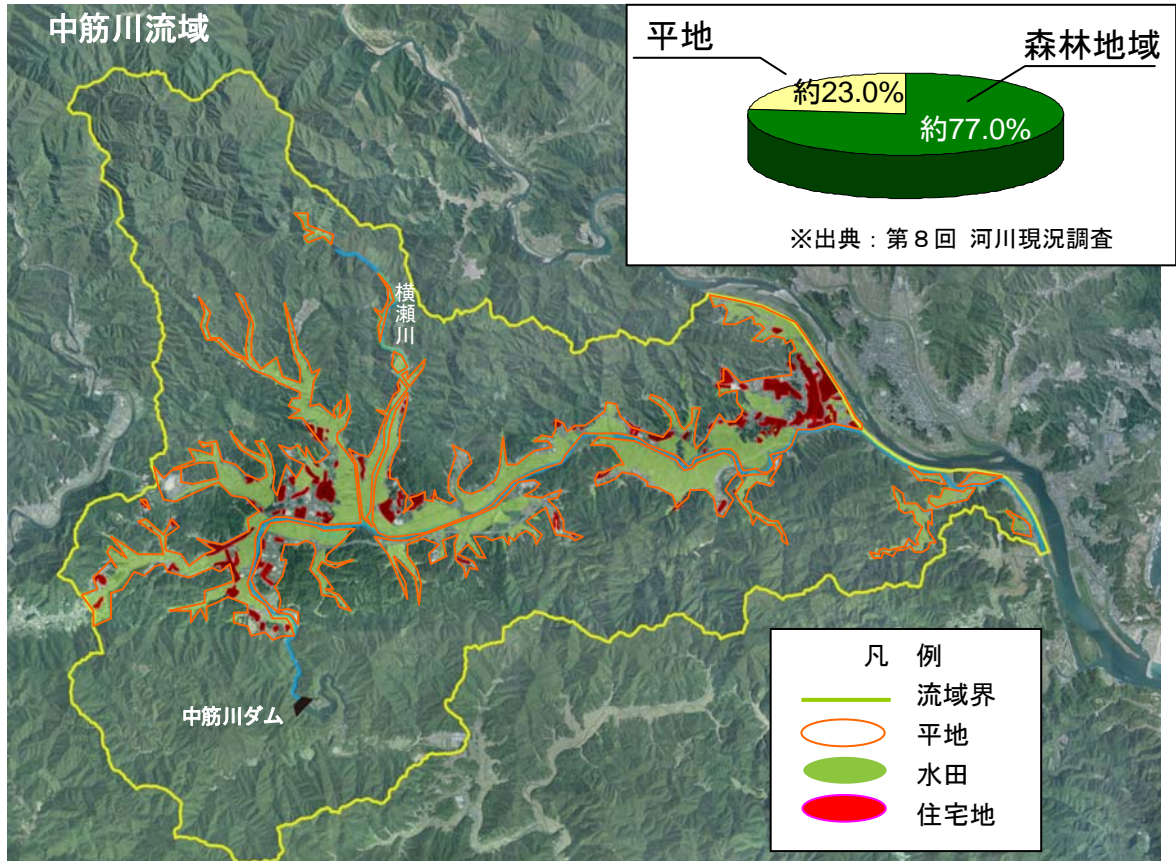 中筋川流域
平地
森林地域
約23.0%
約77.0%
※出典：第８回 河川現況調査
横瀬川
中筋川ダム
凡 例
流域界
平地
水田
住宅地